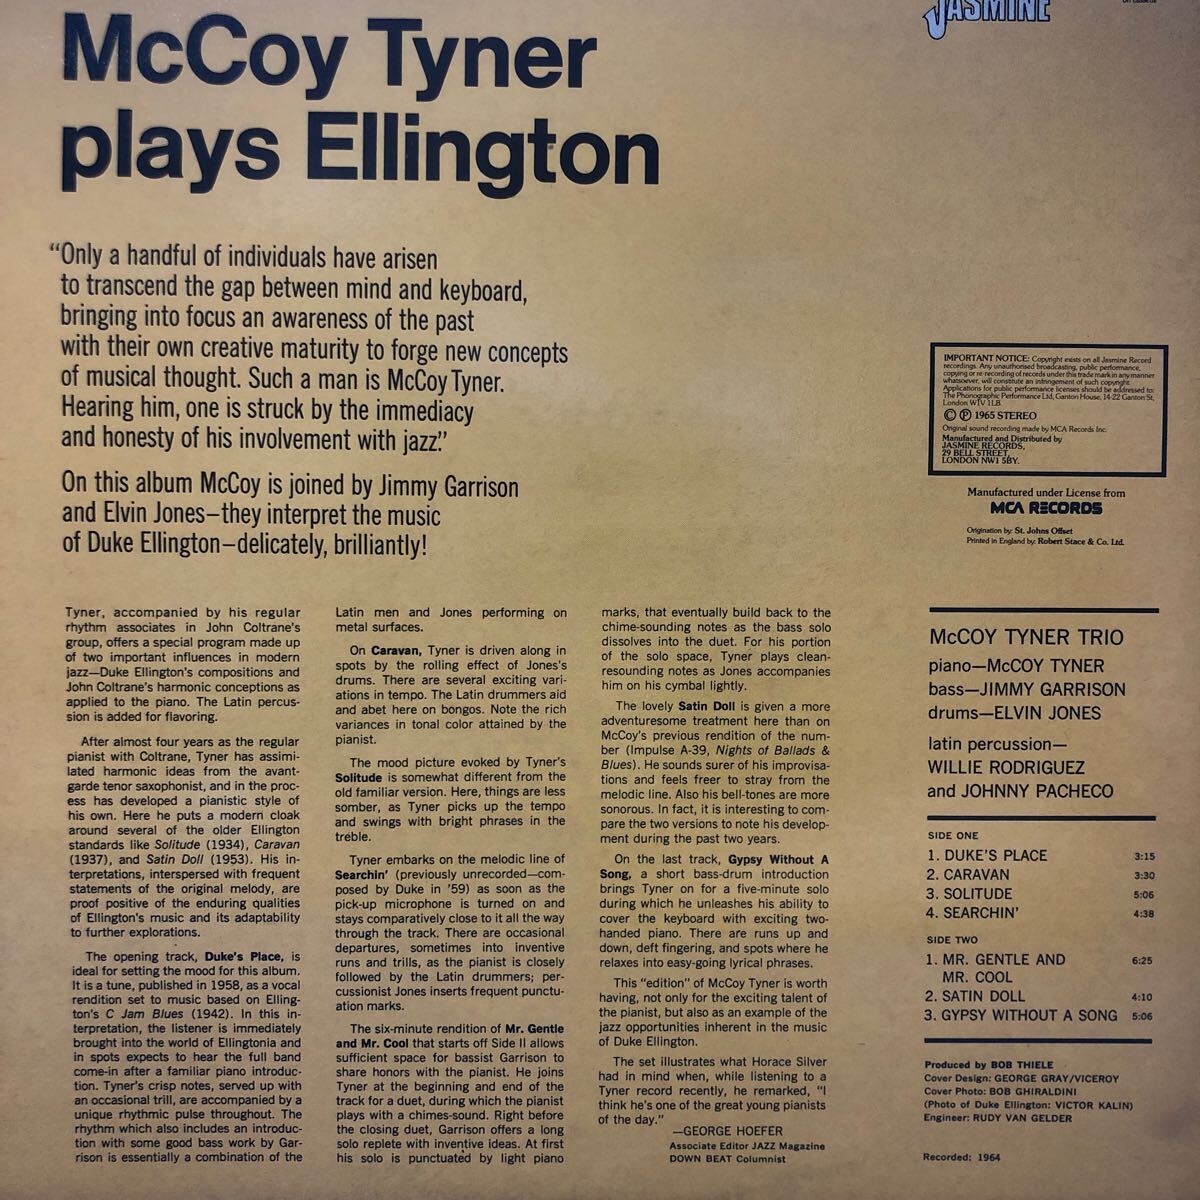 JASMINE
McCoy Tyner
plays Ellington
“Only a handful of individuals have arisen
to transcend the gap between mind and keyboard,
bringing into focus an awareness of the past
with their own creative maturity to forge new concepts
of musical thought. Such a man is McCoy Tyner.
Hearing him, one is struck by the immediacy
and honesty of his involvement with jazz.”
On this album McCoy is joined by Jimmy Garrison
and Elvin Jones—they interpret the music
of Duke Ellington—delicately, brilliantly!
Tyner, accompanied by his regular
rhythm associates in John Coltrane's
group, offers a special program made up
of two important influences in modern
jazz—Duke Ellington's compositions and
John Coltrane's harmonic conceptions as
applied to the piano. The Latin percus-
sion is added for flavoring.
After almost four years as the regular
pianist with Coltrane, Tyner has assimi-
lated harmonic ideas from the avant-
garde tenor saxophonist, and in the proc-
ess has developed a pianistic style of
his own. Here he puts a modern cloak
around several of the older Ellington
standards like Solitude (1934), Caravan
(1937), and Satin Doll (1953). His in-
terpretations, interspersed with frequent
statements of the original melody, are
proof positive of the enduring qualities
of Ellington's music and its adaptability
to further explorations.
The opening track, Duke's Place, is
ideal for setting the mood for this album.
It is a tune, published in 1958, as a vocal
rendition set to music based on Elling-
ton's C Jam Blues (1942). In this in-
terpretation, the listener is immediately
brought into the world of Ellingtonia and
in spots expects to hear the full band
come-in after a familiar piano introduc-
tion. Tyner's crisp notes, served up with
an occasional trill, are accompanied by a
unique rhythmic pulse throughout. The
rhythm which also includes an introduc-
tion with some good bass work by Gar-
rison is essentially a combination of the
Latin men and Jones performing on
metal surfaces.
On Caravan, Tyner is driven along in
spots by the rolling effect of Jones's
drums. There are several exciting vari-
ations in tempo. The Latin drummers aid
and abet here on bongos. Note the rich
variances in tonal color attained by the
pianist.
The mood picture evoked by Tyner's
Solitude is somewhat different from the
old familiar version. Here, things are less
somber, as Tyner picks up the tempo
and swings with bright phrases in the
treble.
Tyner embarks on the melodic line of
Searchin' (previously unrecorded—com-
posed by Duke in '59) as soon as the
pick-up microphone is turned on and
stays comparatively close to it all the way
through the track. There are occasional
departures, sometimes into inventive
runs and trills, as the pianist is closely
followed by the Latin drummers; per-
cussionist Jones inserts frequent punctu-
ation marks.
The six-minute rendition of Mr. Gentle
and Mr. Cool that starts off Side II allows
sufficient space for bassist Garrison to
share honors with the pianist. He joins
Tyner at the beginning and end of the
track for a duet, during which the pianist
plays with a chimes-sound. Right before
the closing duet, Garrison offers a long
solo replete with inventive ideas. At first
his solo is punctuated by light piano
marks, that eventually build back to the
chime-sounding notes as the bass solo
dissolves into the duet. For his portion
of the solo space, Tyner plays clean-
resounding notes as Jones accompanies
him on his cymbal lightly.
The lovely Satin Doll is given a more
adventuresome treatment here than on
McCoy's previous rendition of the num-
ber (Impulse A-39, Nights of Ballads &
Blues). He sounds surer of his improvisa-
tions and feels freer to stray from the
melodic line. Also his bell-tones are more
sonorous. In fact, it is interesting to com-
pare the two versions to note his develop-
ment during the past two years.
On the last track, Gypsy Without A
Song, a short bass-drum introduction
brings Tyner on for a five-minute solo
during which he unleashes his ability to
cover the keyboard with exciting two-
handed piano. There are runs up and
down, deft fingering, and spots where he
relaxes into easy-going lyrical phrases.
This “edition” of McCoy Tyner is worth
having, not only for the exciting talent of
the pianist, but also as an example of the
jazz opportunities inherent in the music
of Duke Ellington.
The set illustrates what Horace Silver
had in mind when, while listening to a
Tyner record recently, he remarked, “I
think he's one of the great young pianists
of the day.”
—GEORGE HOEFER
Associate Editor JAZZ Magazine
DOWN BEAT Columnist
IMPORTANT NOTICE: Copyright exists on all Jasmine Record
recordings. Any unauthorised broadcasting, public performance,
copying or re-recording of records under this trade mark in any manner
whatsoever, will constitute an infringement of such copyright.
Applications for public performance licenses should be addressed to:
The Phonographic Performance Ltd, Ganton House, 14-22 Ganton St,
London W1V 1LB
© ℗ 1965 STEREO
Original sound recording made by MCA Records Inc.
Manufactured and Distributed by
JASMINE RECORDS,
29 BELL STREET,
LONDON NW1 5BY.
Manufactured under License from
MCA RECORDS
Origination by: St. Johns Offset
Printed in England by: Robert Stace & Co. Ltd.
McCOY TYNER TRIO
piano—McCOY TYNER
bass—JIMMY GARRISON
drums—ELVIN JONES
latin percussion—
WILLIE RODRIGUEZ
and JOHNNY PACHECO
SIDE ONE
1. DUKE'S PLACE 3:15
2. CARAVAN 3:30
3. SOLITUDE 5:06
4. SEARCHIN' 4:38
SIDE TWO
1. MR. GENTLE AND 6:25
MR. COOL
2. SATIN DOLL 4:10
3. GYPSY WITHOUT A SONG 5:06
Produced by BOB THIELE
Cover Design: GEORGE GRAY/VICEROY
Cover Photo: BOB GHIRALDINI
(Photo of Duke Ellington: VICTOR KALIN)
Engineer: RUDY VAN GELDER
Recorded: 1964